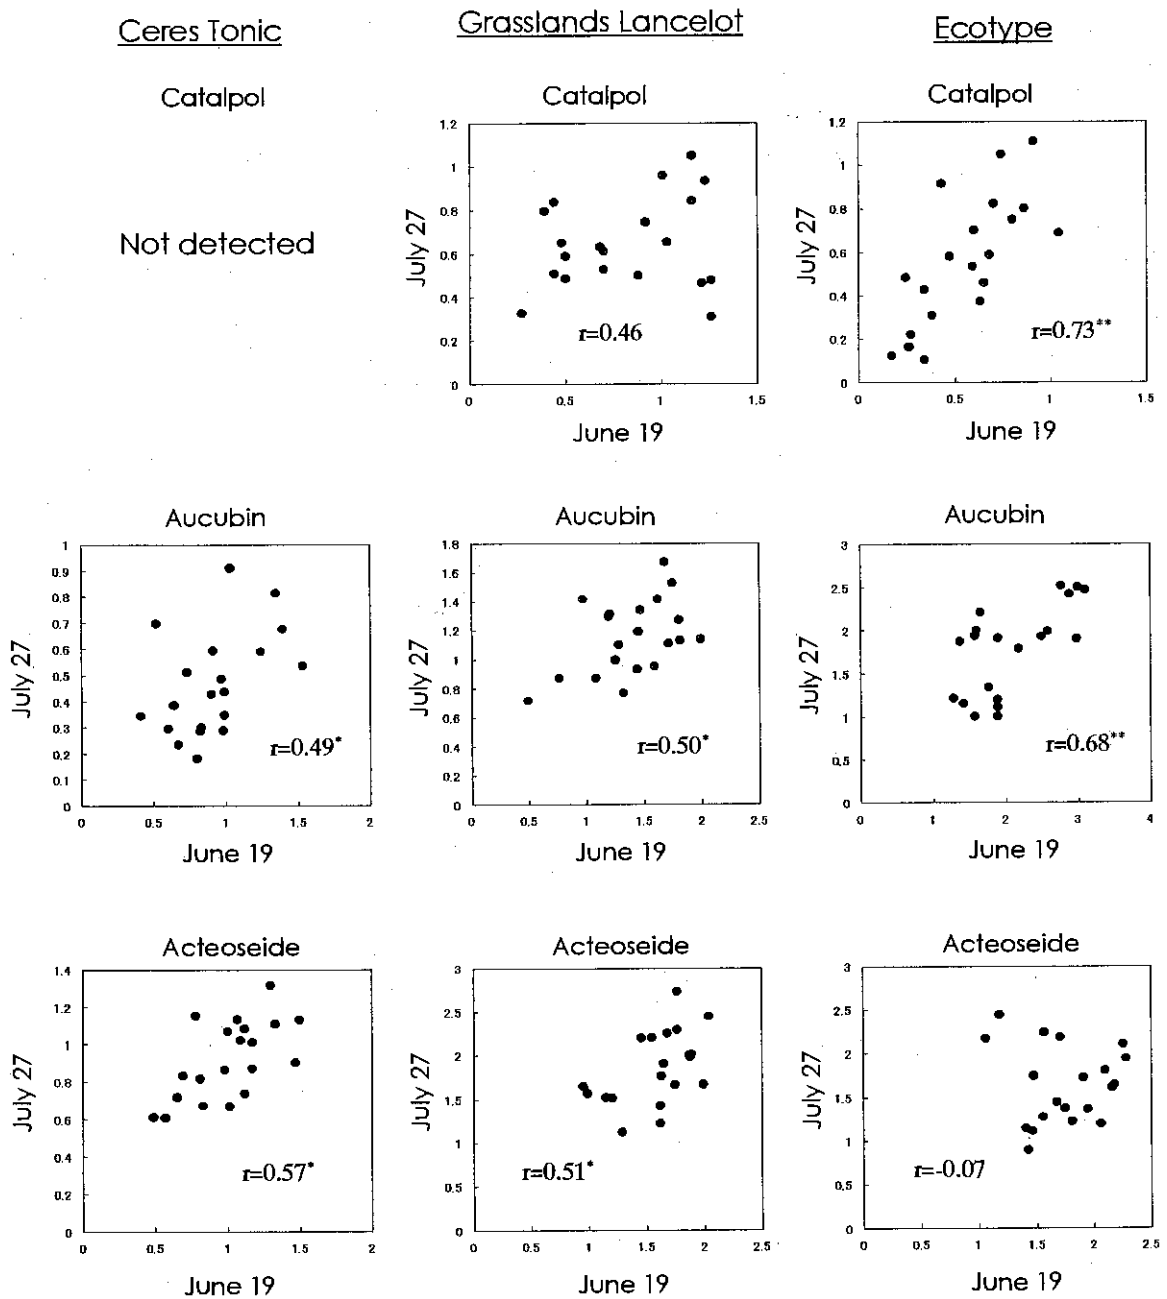 Ceres Tonic
Grasslands Lancelot
Ecotype
Catalpol
Not detected
Catalpol
1.2
1
0.8
0.6
0.4
0.2
0
July 27
r=0.46
0 0.5 1 1.5
June 19
Catalpol
1.2
1
0.8
0.6
0.4
0.2
0
July 27
r=0.73**
0 0.5 1 1.5
June 19
Aucubin
1
0.9
0.8
0.7
0.6
0.5
0.4
0.3
0.2
0.1
0
July 27
r=0.49*
0 0.5 1 1.5 2
June 19
Aucubin
1.8
1.6
1.4
1.2
1
0.8
0.6
0.4
0.2
0
July 27
r=0.50*
0 0.5 1 1.5 2 2.5
June 19
Aucubin
3
2.5
2
1.5
1
0.5
0
July 27
r=0.68**
0 1 2 3 4
June 19
Acteoseide
1.4
1.2
1
0.8
0.6
0.4
0.2
0
July 27
r=0.57*
0 0.5 1 1.5 2
June 19
Acteoseide
3
2.5
2
1.5
1
0.5
0
July 27
r=0.51*
0 0.5 1 1.5 2 2.5
June 19
Acteoseide
3
2.5
2
1.5
1
0.5
0
July 27
r=-0.07
0 0.5 1 1.5 2 2.5
June 19